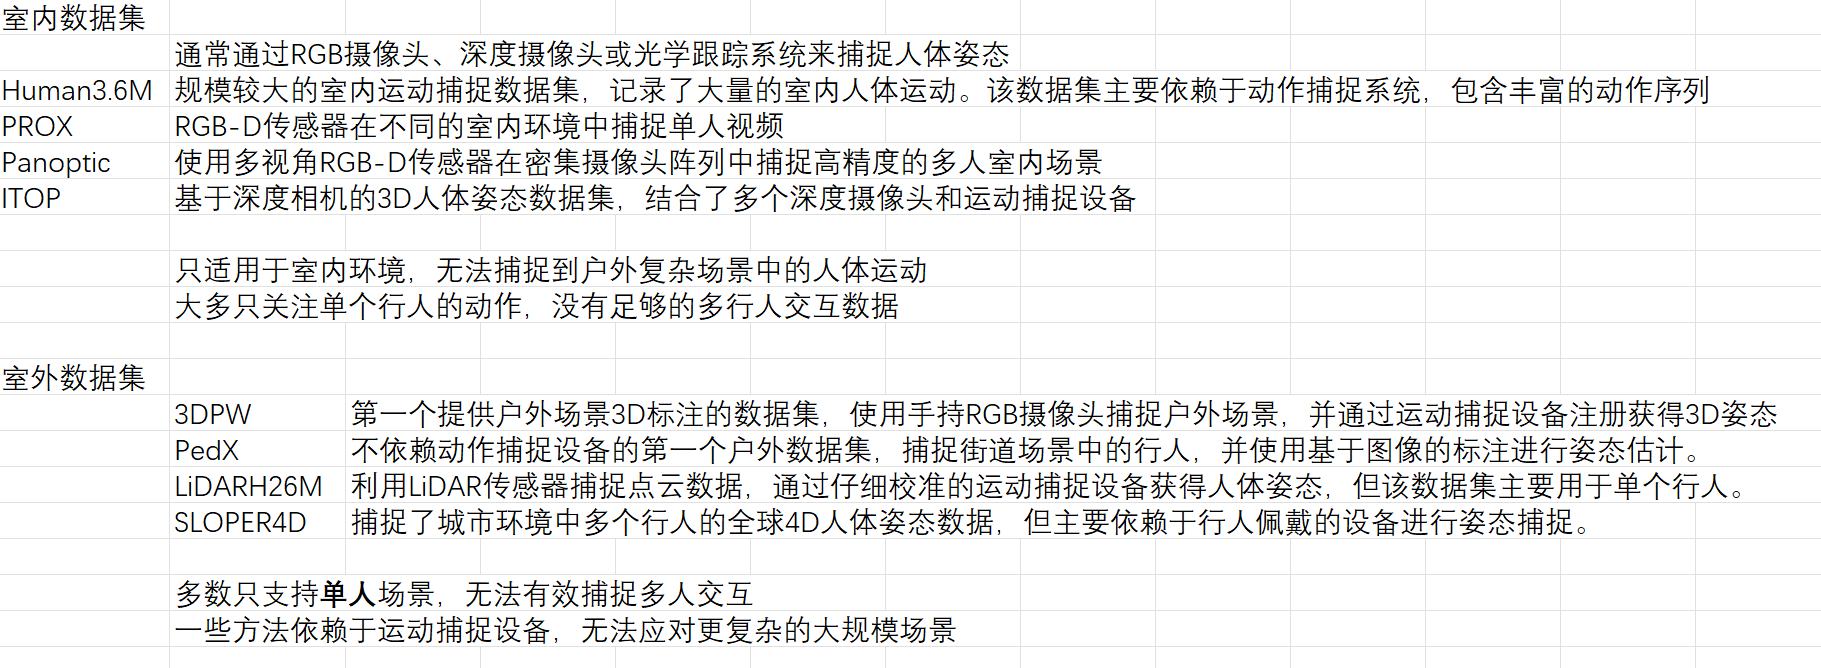 室内数据集
通常通过RGB摄像头、深度摄像头或光学跟踪系统来捕捉人体姿态
Human3.6M 规模较大的室内运动捕捉数据集，记录了大量的室内人体运动。该数据集主要依赖于动作捕捉系统，包含丰富的动作序列
PROX RGB-D传感器在不同的室内环境中捕捉单人视频
Panoptic 使用多视角RGB-D传感器在密集摄像头阵列中捕捉高精度的多人室内场景
ITOP 基于深度相机的3D人体姿态数据集，结合了多个深度摄像头和运动捕捉设备
只适用于室内环境，无法捕捉到户外复杂场景中的人体运动
大多只关注单个行人的动作，没有足够的多行人交互数据
室外数据集
3DPW 第一个提供户外场景3D标注的数据集，使用手持RGB摄像头捕捉户外场景，并通过运动捕捉设备注册获得3D姿态
PedX 不依赖动作捕捉设备的第一个户外数据集，捕捉街道场景中的行人，并使用基于图像的标注进行姿态估计。
LiDARH26M 利用LiDAR传感器捕捉点云数据，通过仔细校准的运动捕捉设备获得人体姿态，但该数据集主要用于单个行人。
SLOPER4D 捕捉了城市环境中多个行人的全球4D人体姿态数据，但主要依赖于行人佩戴的设备进行姿态捕捉。
多数只支持单人场景，无法有效捕捉多人交互
一些方法依赖于运动捕捉设备，无法应对更复杂的大规模场景